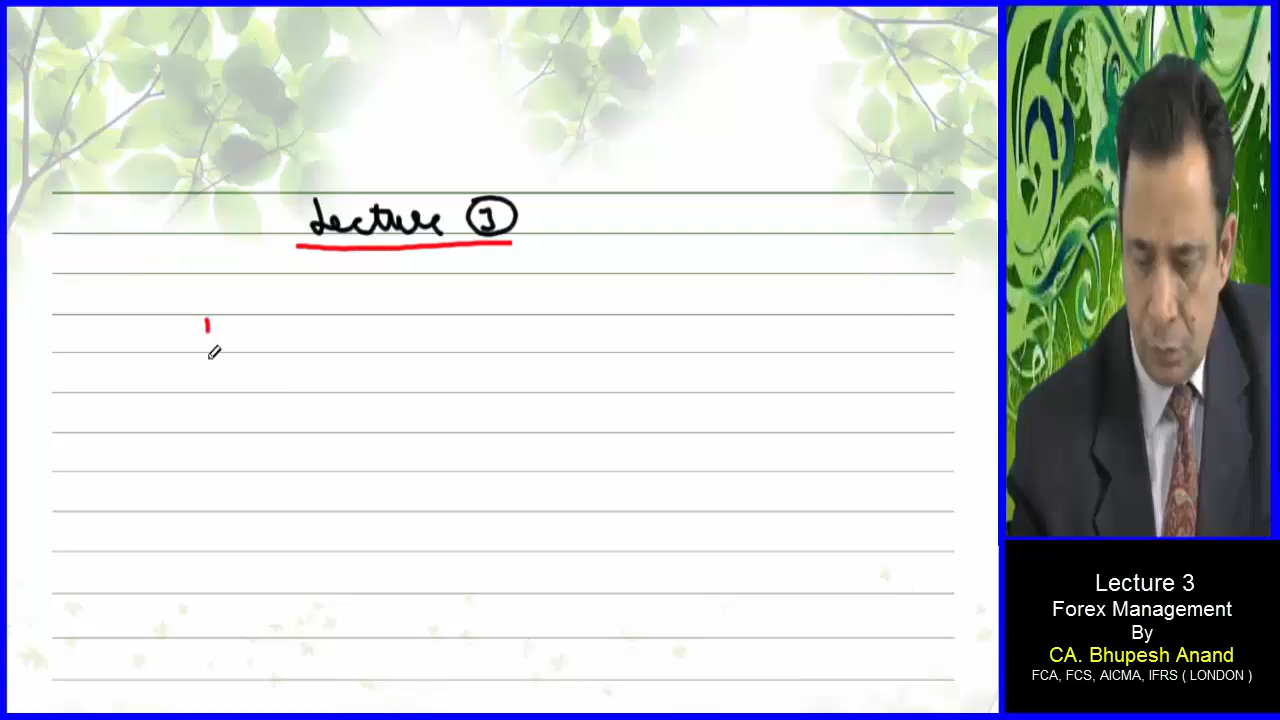 Lecture 3
Lecture 3
Forex Management
By
CA. Bhupesh Anand
FCA, FCS, AICMA, IFRS ( LONDON )